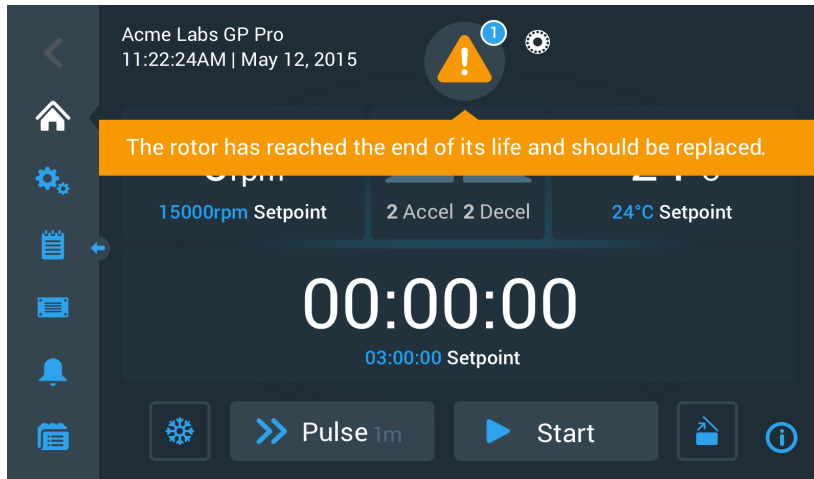 Acme Labs GP Pro
11:22:24AM | May 12, 2015
1
The rotor has reached the end of its life and should be replaced.
rpm
15000rpm Setpoint
2 Accel 2 Decel
24°C Setpoint
00:00:00
03:00:00 Setpoint
Pulse 1m
Start